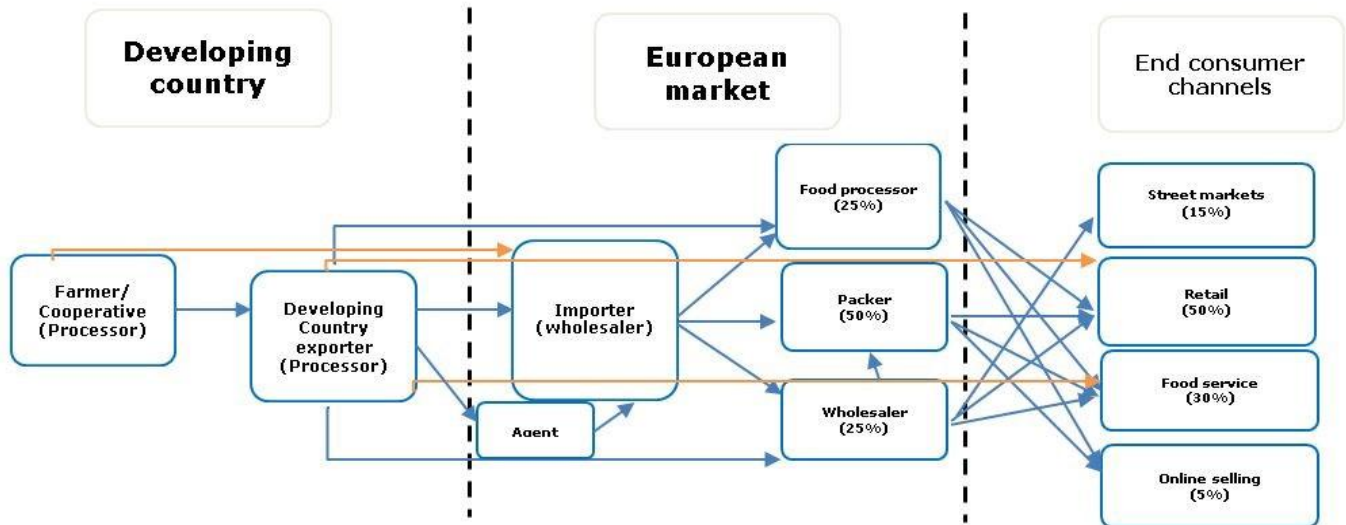 Developing
country
European
market
End consumer
channels
Food processor
(25%)
Street markets
(15%)
Farmer/
Cooperative
(Processor)
Developing
Country
exporter
(Processor)
Importer
(wholesaler)
Packer
(50%)
Retail
(50%)
Agent
Wholesaler
(25%)
Food service
(30%)
Online selling
(5%)